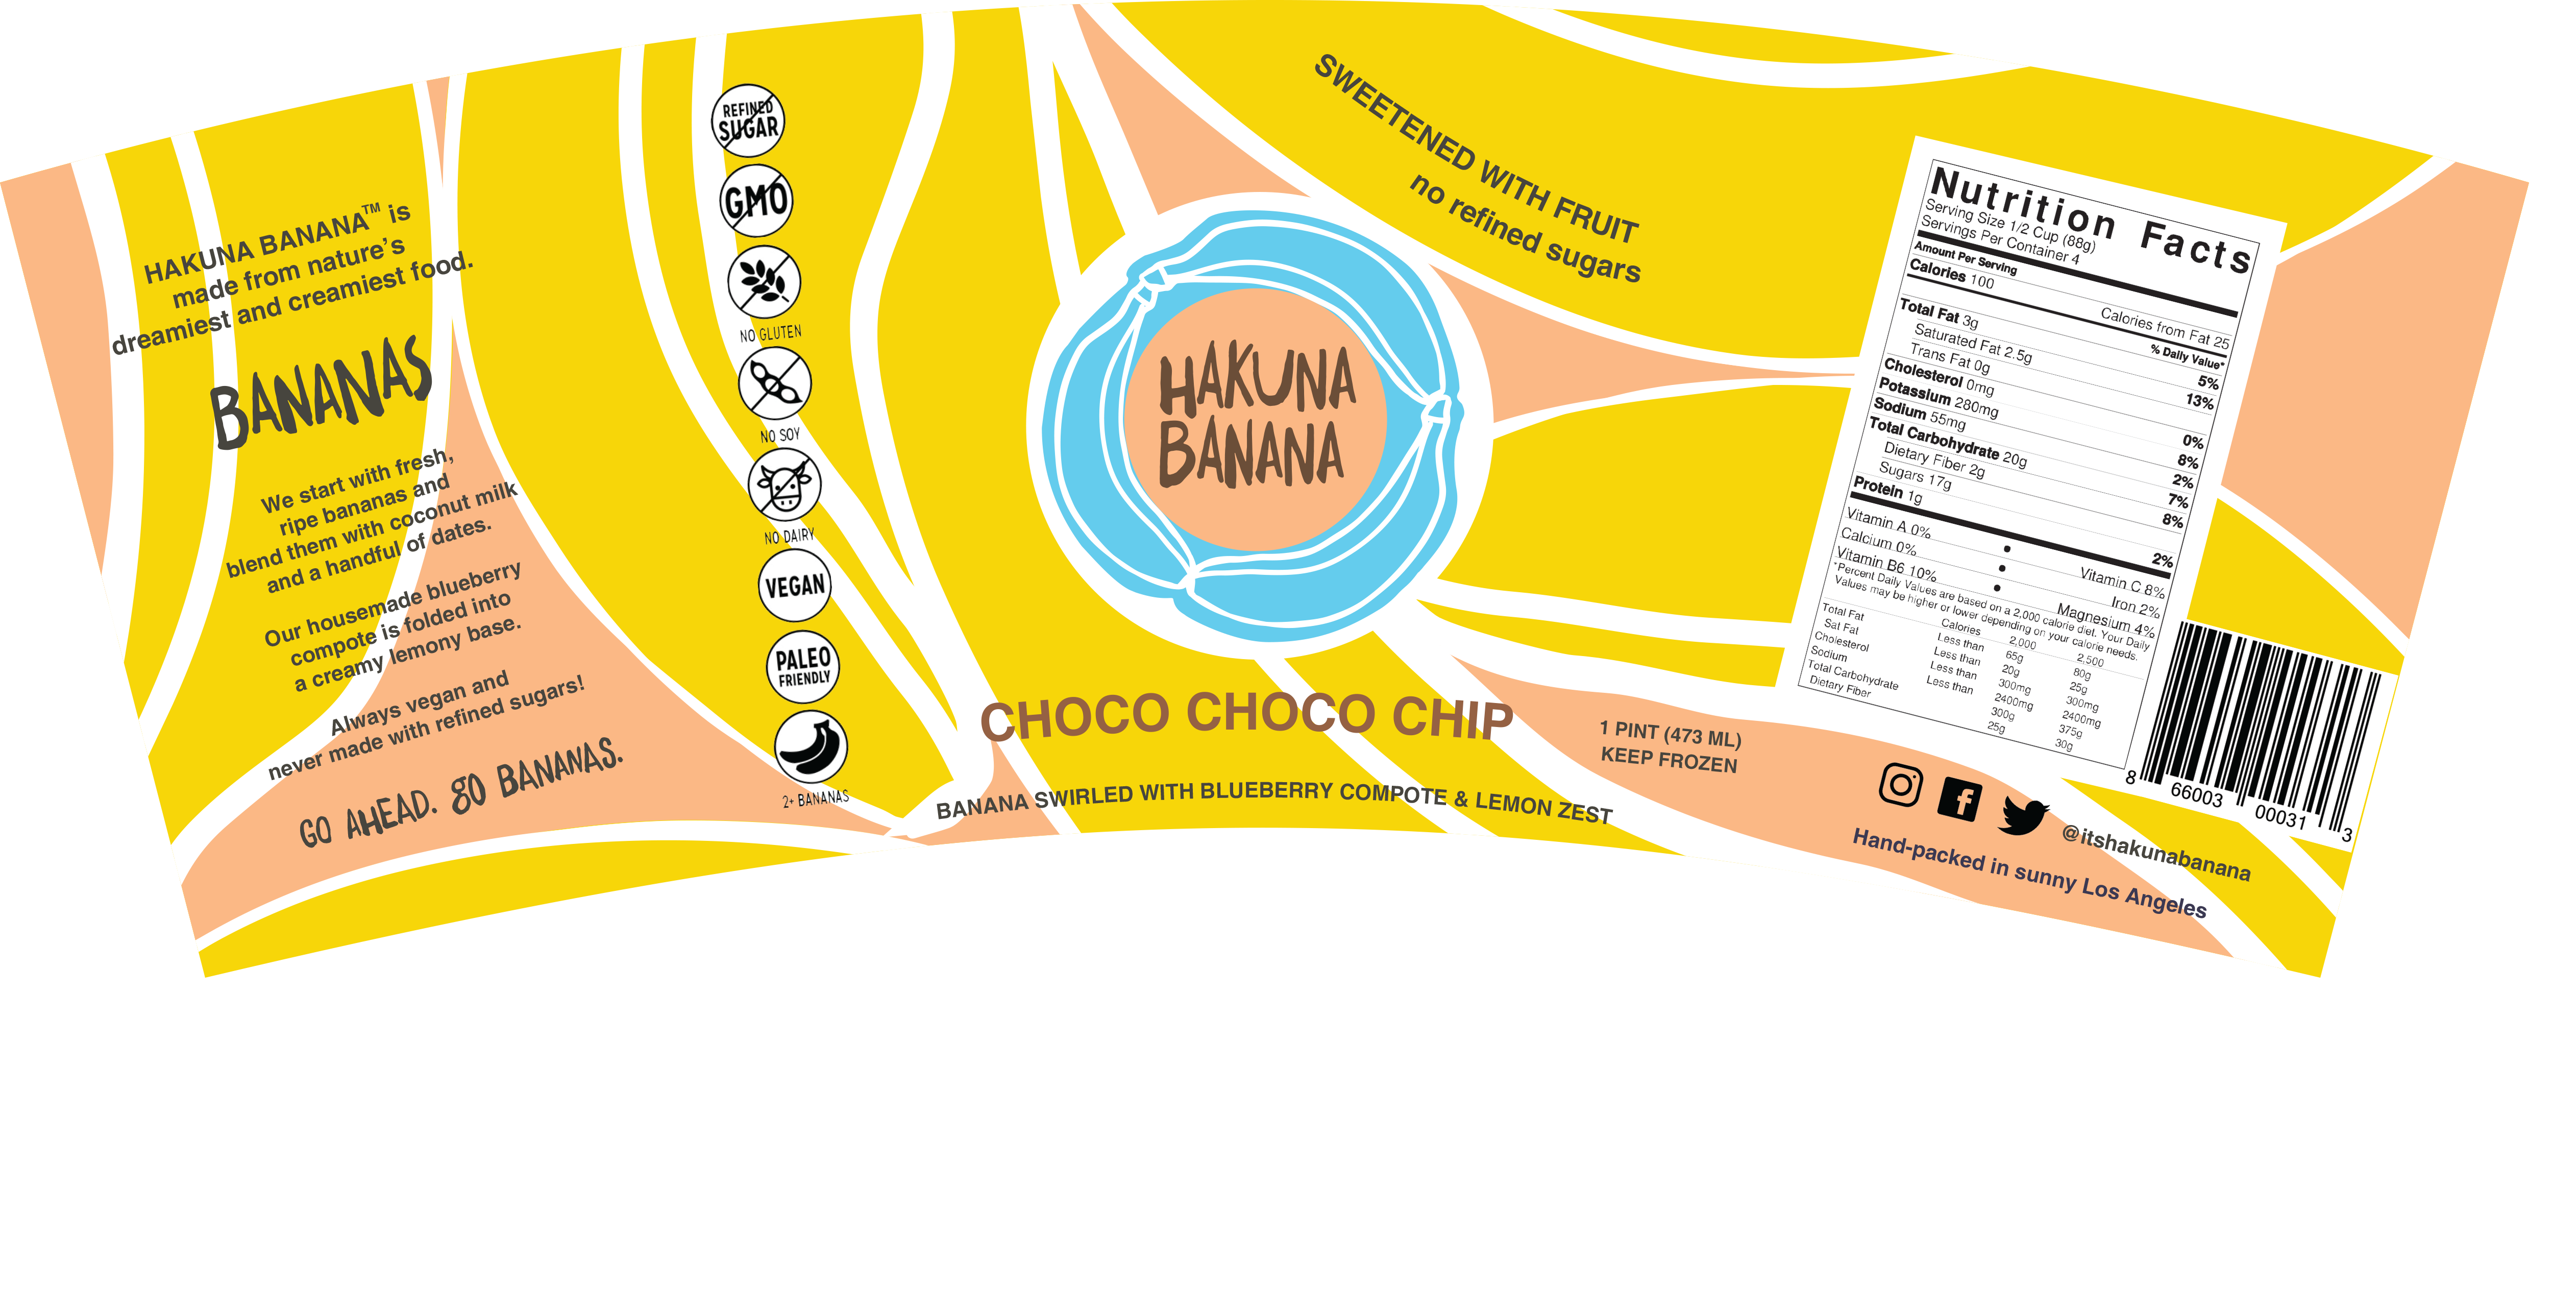 HAKUNA BANANA™ is
made from nature's
dreamiest and creamiest food.
BANANAS
We start with fresh,
ripe bananas and
blend them with coconut milk
and a handful of dates.
Our housemade blueberry
compote is folded into
a creamy lemony base.
Always vegan and
never made with refined sugars!
GO AHEAD. go BANANAS.
REFINED
SUGAR
GMO
NO GLUTEN
NO SOY
NO DAIRY
VEGAN
PALEO
FRIENDLY
2+ BANANAS
HAKUNA
BANANA
CHOCO CHOCO CHIP
BANANA SWIRLED WITH BLUEBERRY COMPOTE & LEMON ZEST
SWEETENED WITH FRUIT
no refined sugars
1 PINT (473 ML)
KEEP FROZEN
Nutrition Facts
Serving Size 1/2 Cup (88g)
Servings Per Container 4
Amount Per Serving
Calories 100 Calories from Fat 25
% Daily Value*
Total Fat 3g 5%
Saturated Fat 2.5g 13%
Trans Fat 0g
Cholesterol 0mg 0%
Potassium 280mg 8%
Sodium 55mg 2%
Total Carbohydrate 20g 7%
Dietary Fiber 2g 8%
Sugars 17g
Protein 1g 2%
Vitamin A 0% • Vitamin C 8%
Calcium 0% • Iron 2%
Vitamin B6 10% • Magnesium 4%
*Percent Daily Values are based on a 2,000 calorie diet. Your Daily
Values may be higher or lower depending on your calorie needs.
Calories 2,000 2,500
Total Fat Less than 65g 80g
Sat Fat Less than 20g 25g
Cholesterol Less than 300mg 300mg
Sodium Less than 2400mg 2400mg
Total Carbohydrate 300g 375g
Dietary Fiber 25g 30g
8 66003 00031 3
@itshakunabanana
Hand-packed in sunny Los Angeles